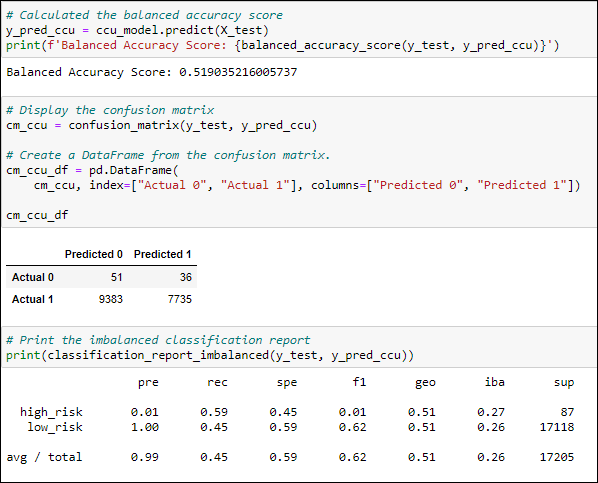 # Calculated the balanced accuracy score
y_pred_ccu = ccu_model.predict(X_test)
print(f'Balanced Accuracy Score: {balanced_accuracy_score(y_test, y_pred_ccu)}')
Balanced Accuracy Score: 0.519035216005737
# Display the confusion matrix
cm_ccu = confusion_matrix(y_test, y_pred_ccu)
# Create a DataFrame from the confusion matrix.
cm_ccu_df = pd.DataFrame(
    cm_ccu, index=["Actual 0", "Actual 1"], columns=["Predicted 0", "Predicted 1"])
cm_ccu_df
Predicted 0 Predicted 1
Actual 0 51 36
Actual 1 9383 7735
# Print the imbalanced classification report
print(classification_report_imbalanced(y_test, y_pred_ccu))
pre rec spe f1 geo iba sup
high_risk 0.01 0.59 0.45 0.01 0.51 0.27 87
low_risk 1.00 0.45 0.59 0.62 0.51 0.26 17118
avg / total 0.99 0.45 0.59 0.62 0.51 0.26 17205